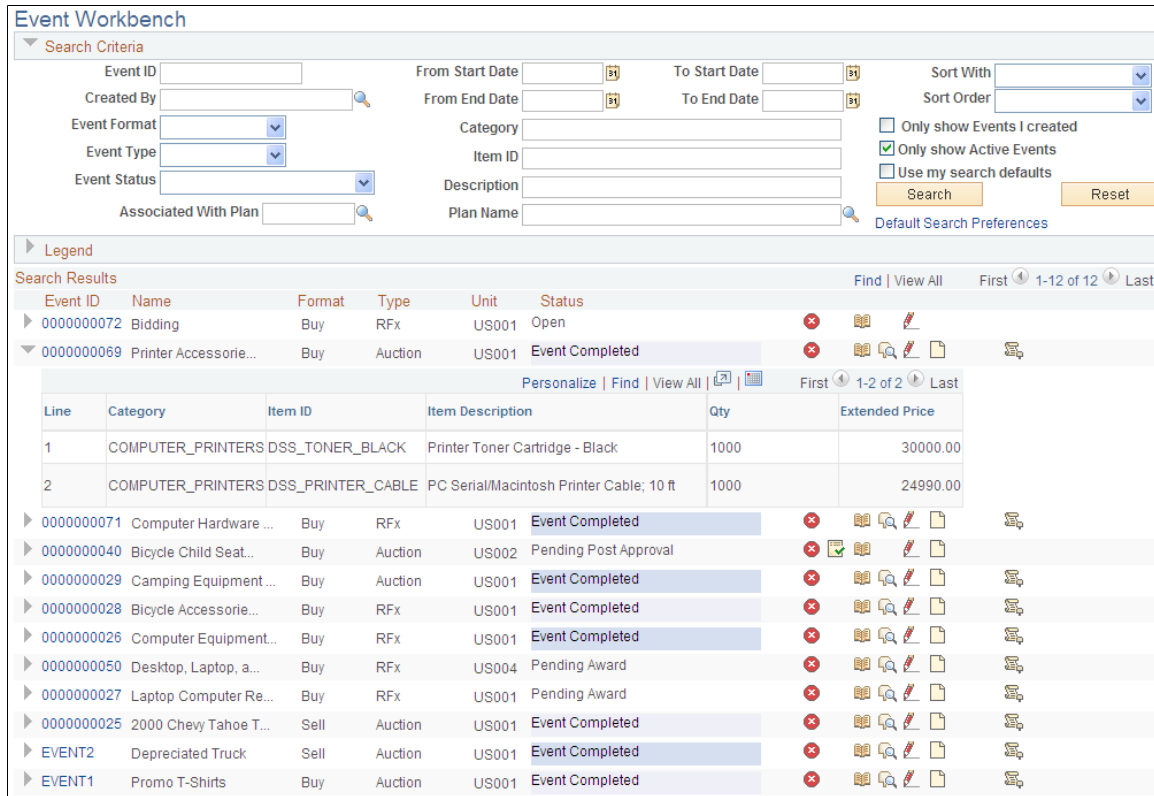 Event Workbench
Search Criteria
Event ID From Start Date 31 To Start Date 31 Sort With
Created By From End Date 31 To End Date 31 Sort Order
Event Format Category Only show Events I created
Event Type Item ID Only show Active Events
Event Status Description Use my search defaults
Search Reset
Associated With Plan Plan Name
Default Search Preferences
Legend
Search Results Find | View All First 1-12 of 12 Last
Event ID Name Format Type Unit Status
0000000072 Bidding Buy RFx US001 Open
0000000069 Printer Accessorie... Buy Auction US001 Event Completed
Personalize | Find | View All | | First 1-2 of 2 Last
Line Category Item ID Item Description Qty Extended Price
1 COMPUTER_PRINTERS DSS_TONER_BLACK Printer Toner Cartridge - Black 1000 30000.00
2 COMPUTER_PRINTERS DSS_PRINTER_CABLE PC Serial/Macintosh Printer Cable; 10 ft 1000 24990.00
0000000071 Computer Hardware ... Buy RFx US001 Event Completed
0000000040 Bicycle Child Seat... Buy Auction US002 Pending Post Approval
0000000029 Camping Equipment ... Buy Auction US001 Event Completed
0000000028 Bicycle Accessorie... Buy RFx US001 Event Completed
0000000026 Computer Equipment... Buy RFx US001 Event Completed
0000000050 Desktop, Laptop, a... Buy RFx US004 Pending Award
0000000027 Laptop Computer Re... Buy RFx US001 Pending Award
0000000025 2000 Chevy Tahoe T... Sell Auction US001 Event Completed
EVENT2 Depreciated Truck Sell Auction US001 Event Completed
EVENT1 Promo T-Shirts Buy Auction US001 Event Completed